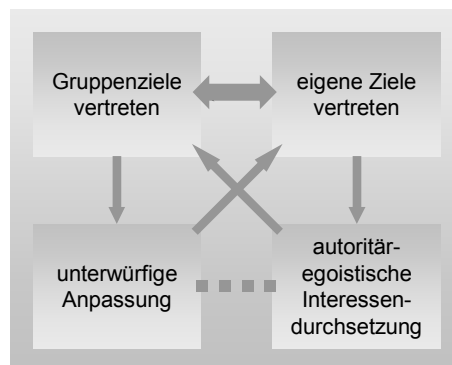 Gruppenziele
vertreten
eigene Ziele
vertreten
unterwürfige
Anpassung
autoritär-
egoistische
Interessen-
durchsetzung